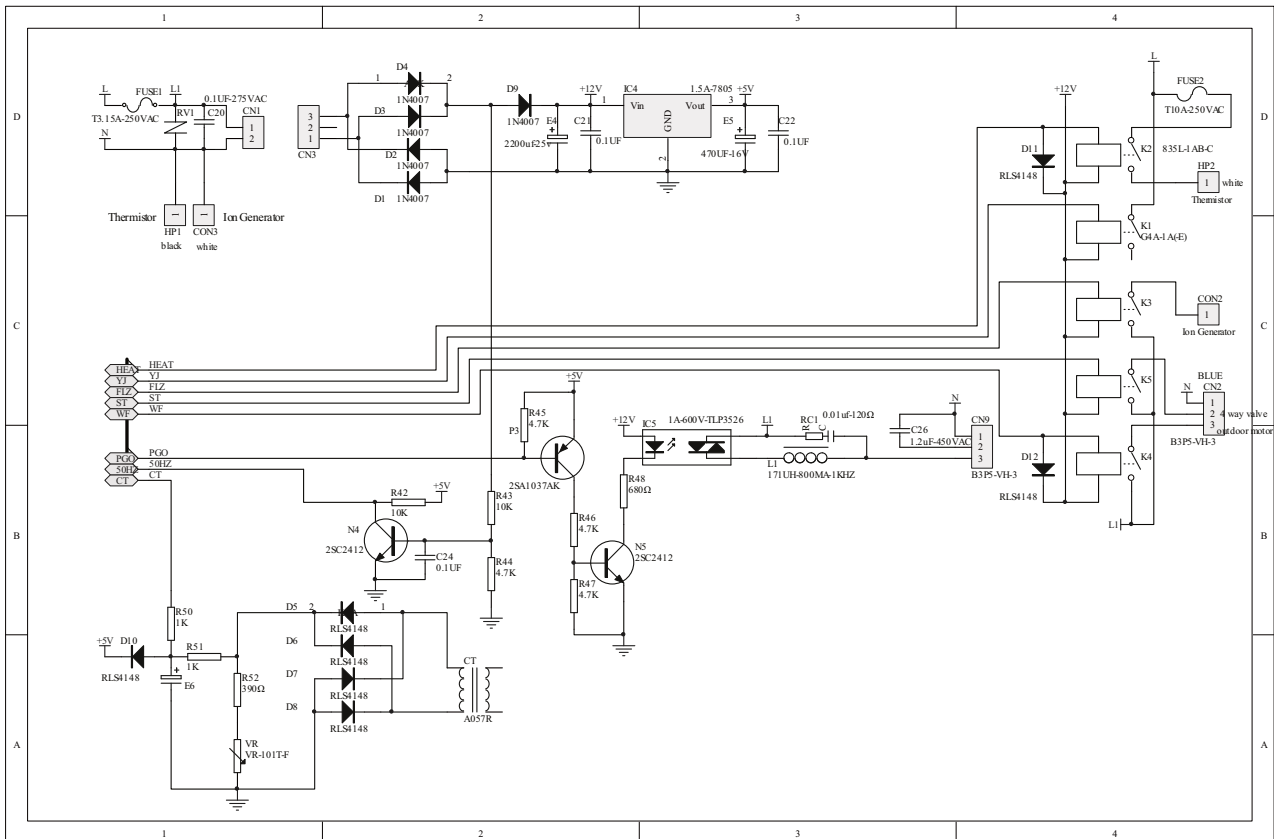 1 2 3 4
D
C
B
A
L
FUSE1
L1
0.1UF-275VAC
CN1
T3.15A-250VAC
RV1
C20
1
2
N
Thermistor
1
1
Ion Generator
HP1
CON3
black
white
CN3
3
2
1
D4
1
2
1N4007
D3
1N4007
D2
1N4007
D1
1N4007
D9
1N4007
+12V
E4
+
2200uf-25v
C21
0.1UF
IC4
1.5A-7805
1
Vin
Vout
3
GND
2
+5V
E5
+
470UF-16V
C22
0.1UF
+12V
L
FUSE2
T10A-250VAC
D11
RLS4148
K2
835L-1AB-C
HP2
1
white
Thermistor
K1
G4A-1A(-E)
K3
CON2
1
Ion Generator
K5
BLUE
CN2
N
1
2
3
4 way valve
outdoor motor
B3P5-VH-3
K4
D12
RLS4148
L1
HEAT
HEAT
YJ
YJ
FLZ
FLZ
ST
ST
WF
WF
PGO
PGO
50HZ
50HZ
CT
CT
+5V
R45
4.7K
P3
2SA1037AK
+12V
IC5
1A-600V-TLP3526
L1
RC1
0.01uf-120Ω
R
C
L1
171UH-800MA-1KHZ
C26
1.2uF-450VAC
N
CN9
1
2
3
B3P5-VH-3
R48
680Ω
R42
10K
+5V
R43
10K
N4
2SC2412
C24
0.1UF
R44
4.7K
R46
4.7K
N5
2SC2412
R47
4.7K
R50
1K
+5V
D10
RLS4148
R51
1K
+
E6
R52
390Ω
VR
VR-101T-F
D5
2
1
RLS4148
D6
RLS4148
D7
RLS4148
D8
RLS4148
CT
A057R
D
C
B
A
1 2 3 4